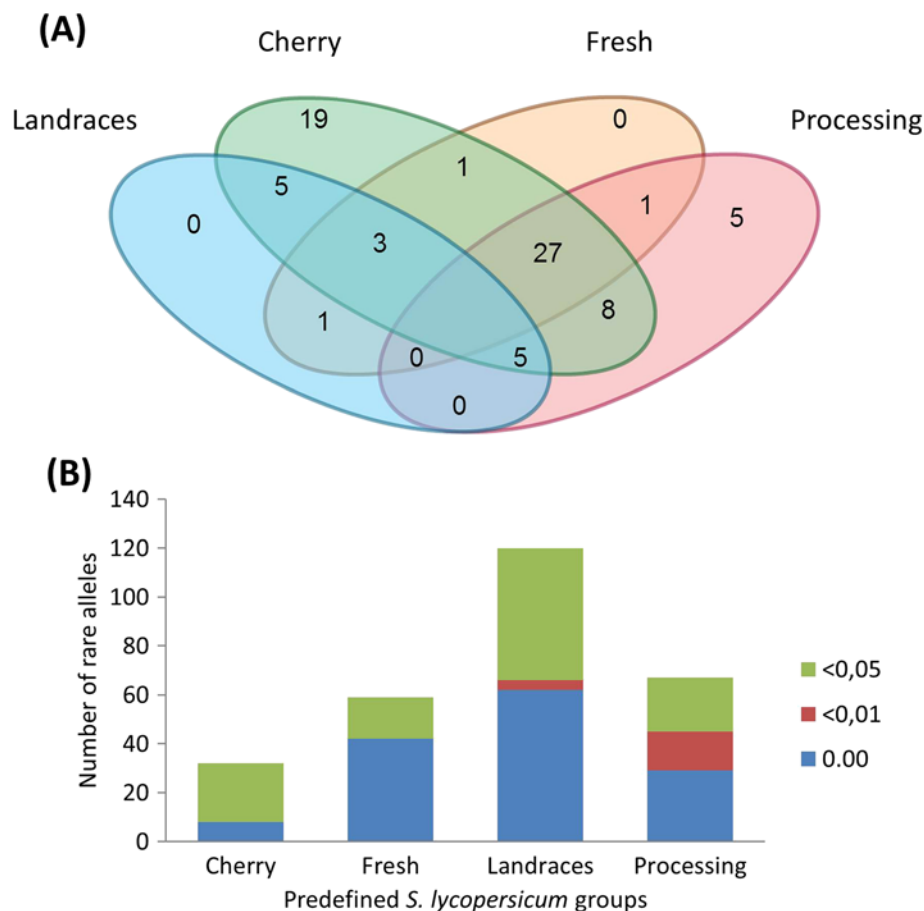 (A)
Cherry
Fresh
Landraces
Processing
19
0
1
5
1
5
0
3
27
8
1
0
5
0
(B)
Number of rare alleles
140
120
100
80
60
40
20
0
Cherry
Fresh
Landraces
Processing
Predefined S. lycopersicum groups
<0,05
<0,01
0.00